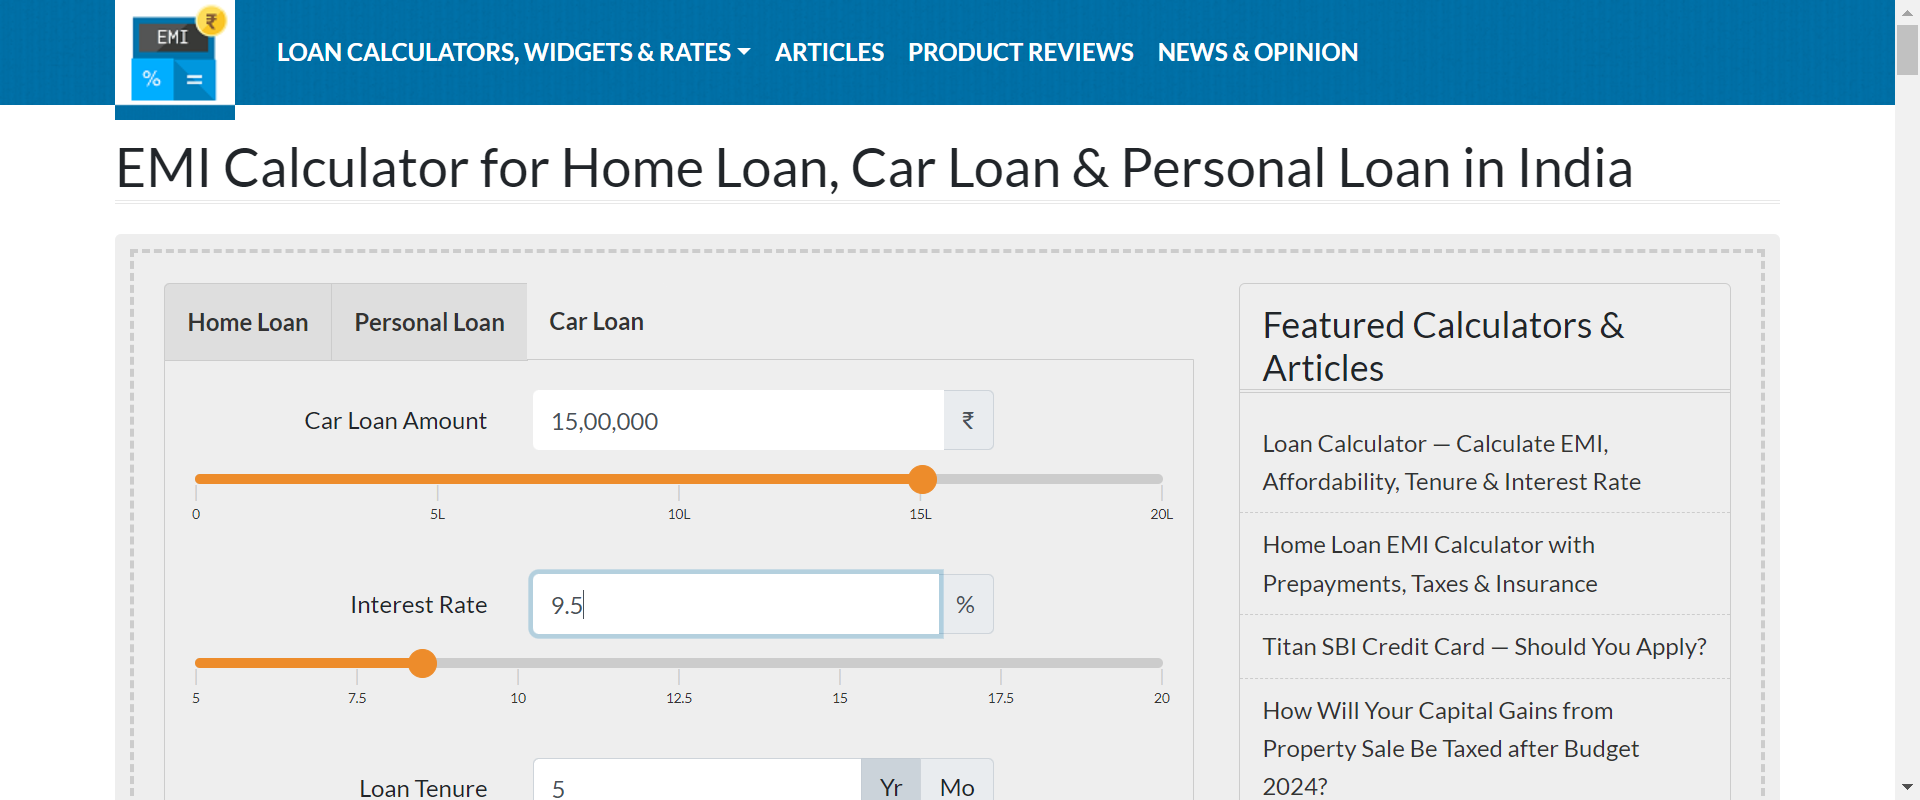 EMI
₹
%
=
LOAN CALCULATORS, WIDGETS & RATES ARTICLES PRODUCT REVIEWS NEWS & OPINION
EMI Calculator for Home Loan, Car Loan & Personal Loan in India
Home Loan Personal Loan Car Loan
Car Loan Amount 15,00,000 ₹
0 5L 10L 15L 20L
Interest Rate 9.5 %
5 7.5 10 12.5 15 17.5 20
Loan Tenure 5 Yr Mo
Featured Calculators &
Articles
Loan Calculator — Calculate EMI,
Affordability, Tenure & Interest Rate
Home Loan EMI Calculator with
Prepayments, Taxes & Insurance
Titan SBI Credit Card — Should You Apply?
How Will Your Capital Gains from
Property Sale Be Taxed after Budget
2024?